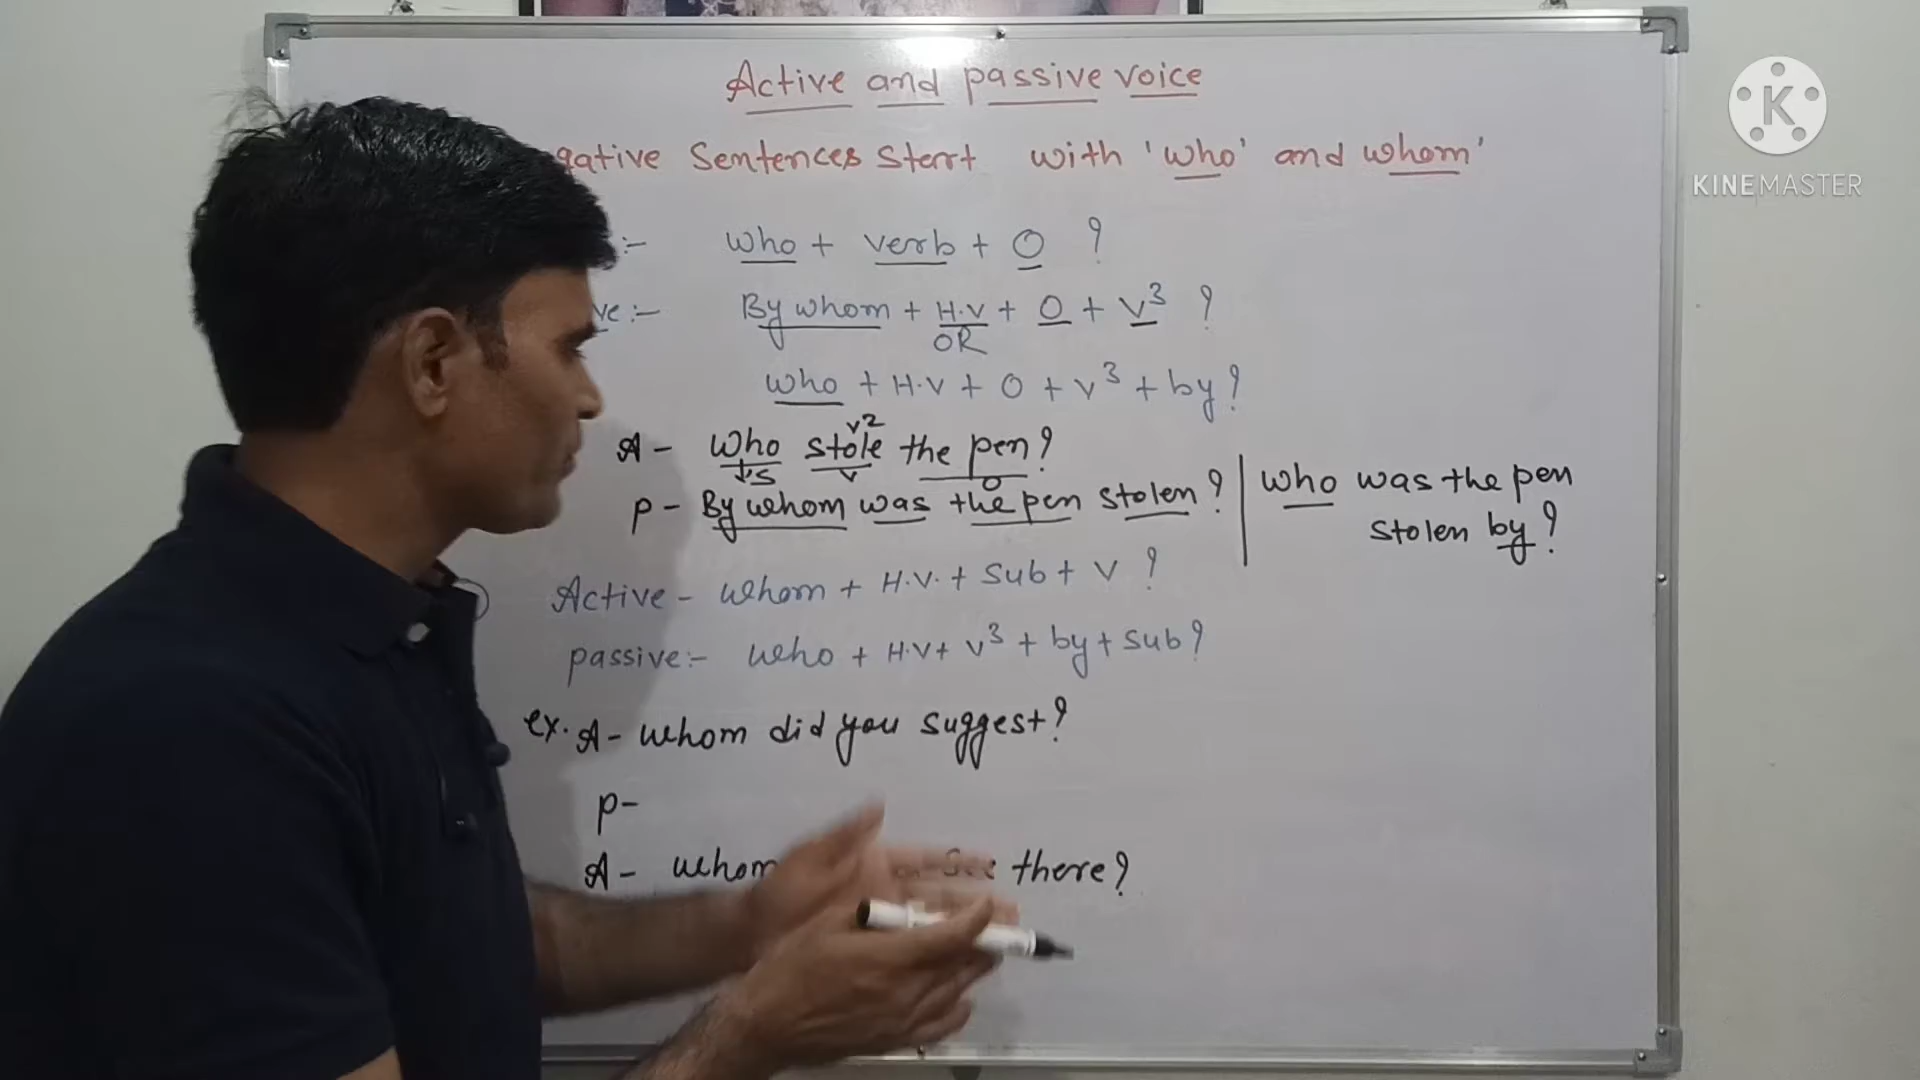 Active and passive voice
gative Sentences Start with 'who' and whom'
:- who + verb + O ?
ve:- By whom + H.V + O + V3 ?
OR
who + H.V + O + V3 + by?
V2
A - Who stole the pen?
S V O
P - By whom was the pen stolen? | who was the pen
stolen by?
Active - whom + H.V. + Sub + V ?
passive:- who + H.V + V3 + by + Sub?
ex. A - whom did you suggest?
P-
A- whom see there?
K
KINEMASTER